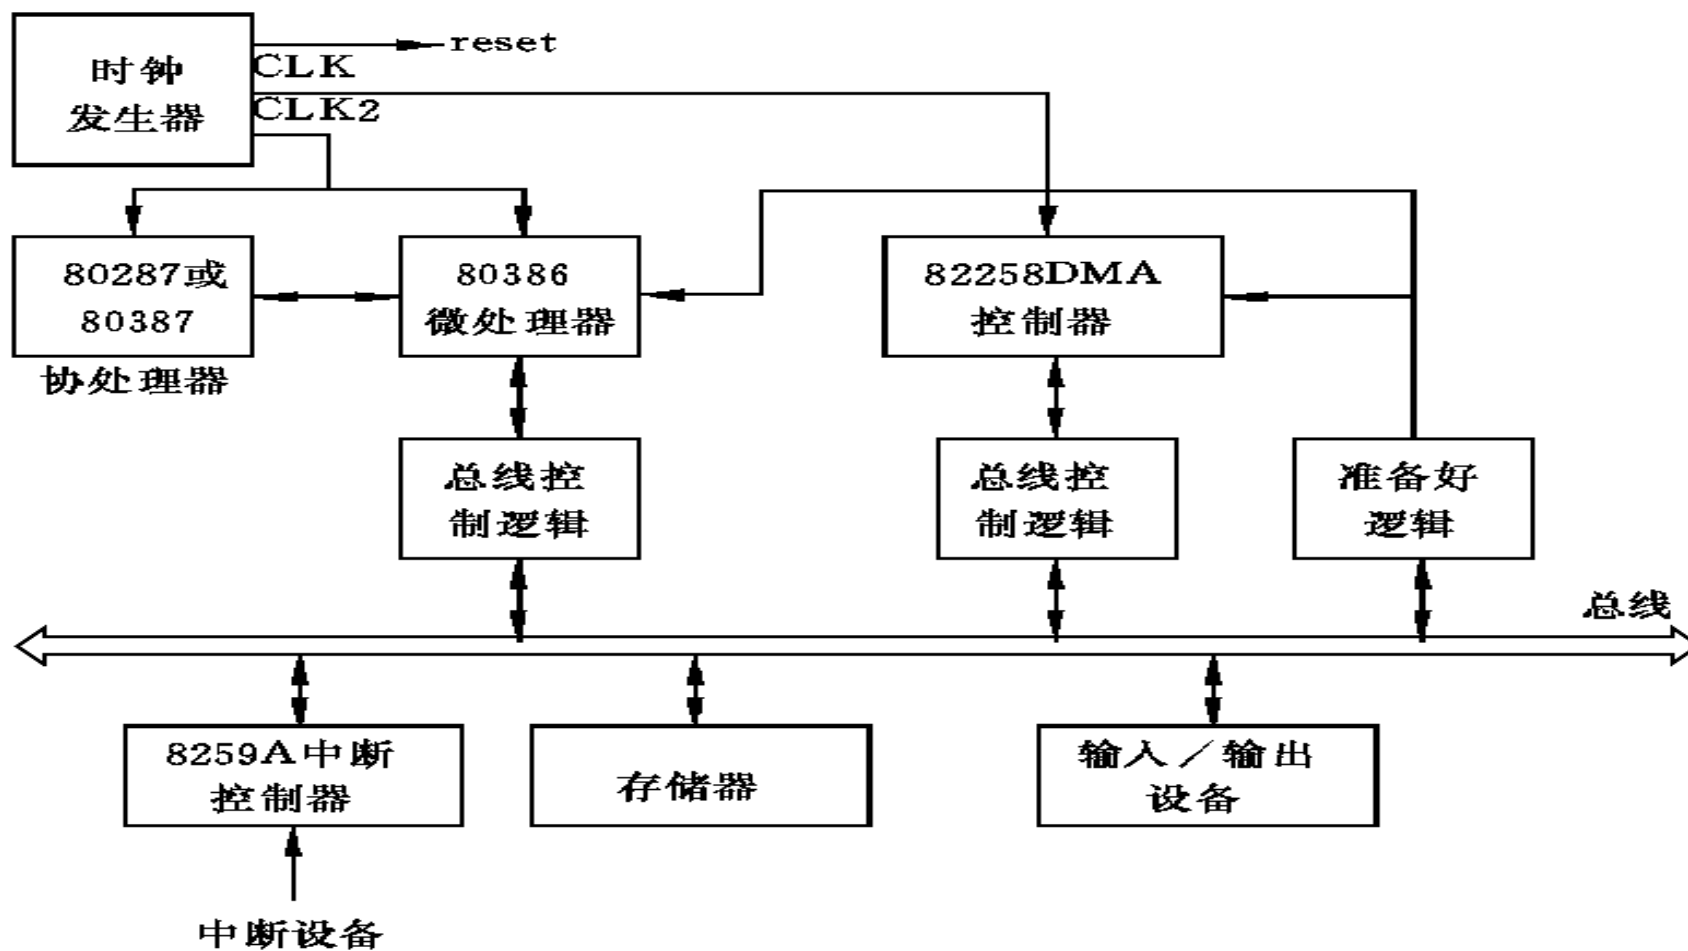 时钟
发生器
reset
CLK
CLK2
80287或
80387
协处理器
80386
微处理器
82258DMA
控制器
总线控
制逻辑
总线控
制逻辑
准备好
逻辑
总线
8259A中断
控制器
存储器
输入／输出
设备
中断设备